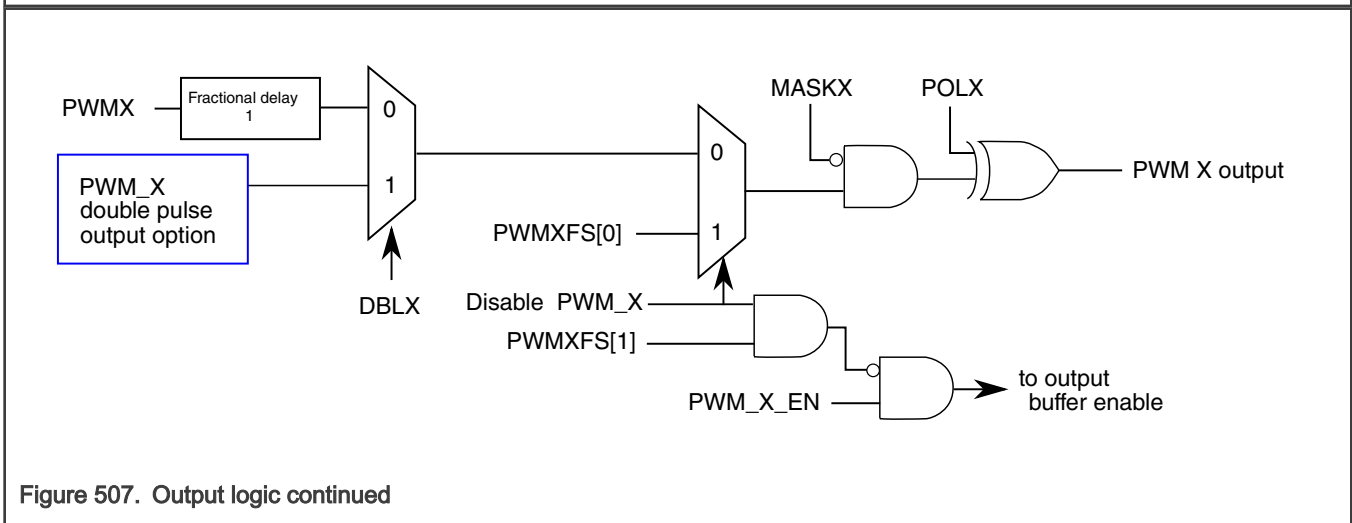 PWMX
Fractional delay
1
0
1
PWM_X
double pulse
output option
DBLX
0
1
PWMXFS[0]
MASKX
POLX
PWM X output
Disable PWM_X
PWMXFS[1]
PWM_X_EN
to output
buffer enable
Figure 507. Output logic continued